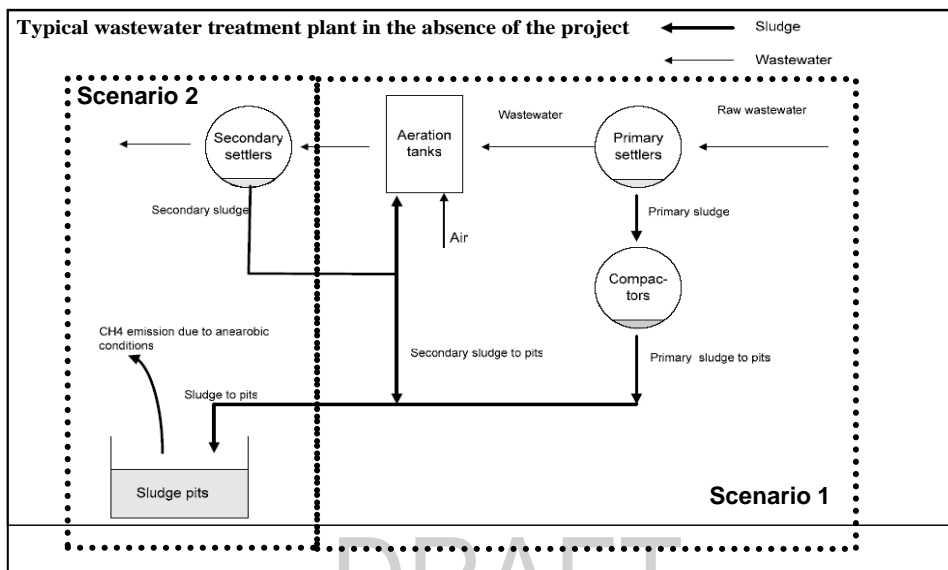 Typical wastewater treatment plant in the absence of the project
Sludge
Wastewater
Scenario 2
Secondary
settlers
Aeration
tanks
Wastewater
Primary
settlers
Raw wastewater
Secondary sludge
Air
Primary sludge
Compac-
tors
CH4 emission due to anearobic
conditions
Secondary sludge to pits
Primary sludge to pits
Sludge to pits
Sludge pits
Scenario 1
DRAFT